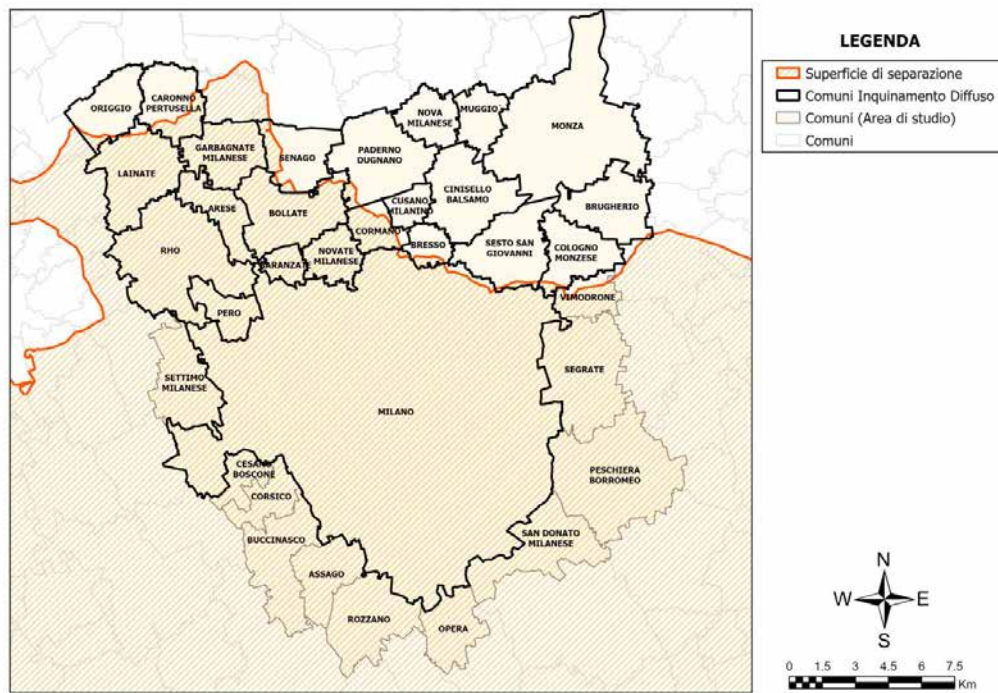 LEGENDA
Superficie di separazione
Comuni Inquinamento Diffuso
Comuni (Area di studio)
Comuni
ORIGGIO
CARONNO
PERTUSELLA
LAINATE
GARBAGNATE
MILANESE
SENAGO
PADERNO
DUGNANO
NOVA
MILANESE
MUGGIO
MONZA
ARESE
BOLLATE
CUSANO
MILANINO
CINISELLO
BALSAMO
BRUGHERIO
RHO
CORMANO
BRESSO
SESTO SAN
GIOVANNI
COLOGNO
MONZESE
NOVATE
MILANESE
PERO
VIMODRONE
SETTIMO
MILANESE
SEGRATE
MILANO
CESANO
BOSCONE
CORSICO
PESCHIERA
BORROMEO
BUCCINASCO
SAN DONATO
MILANESE
ASSAGO
ROZZANO
OPERA
N
W E
S
0 1.5 3 4.5 6 7.5
Km